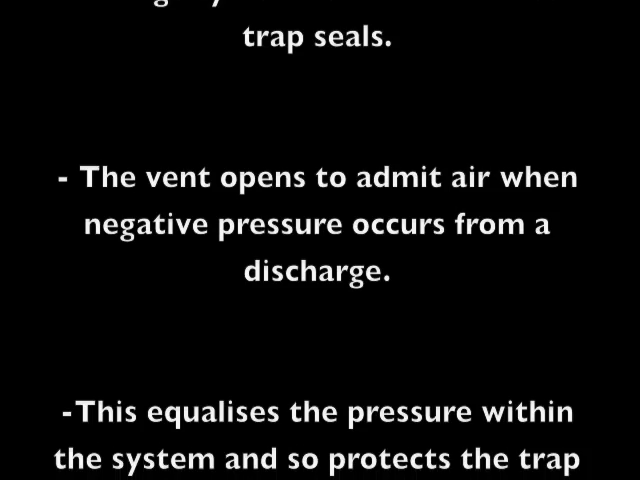 trap seals.
- The vent opens to admit air when
negative pressure occurs from a
discharge.
-This equalises the pressure within
the system and so protects the trap